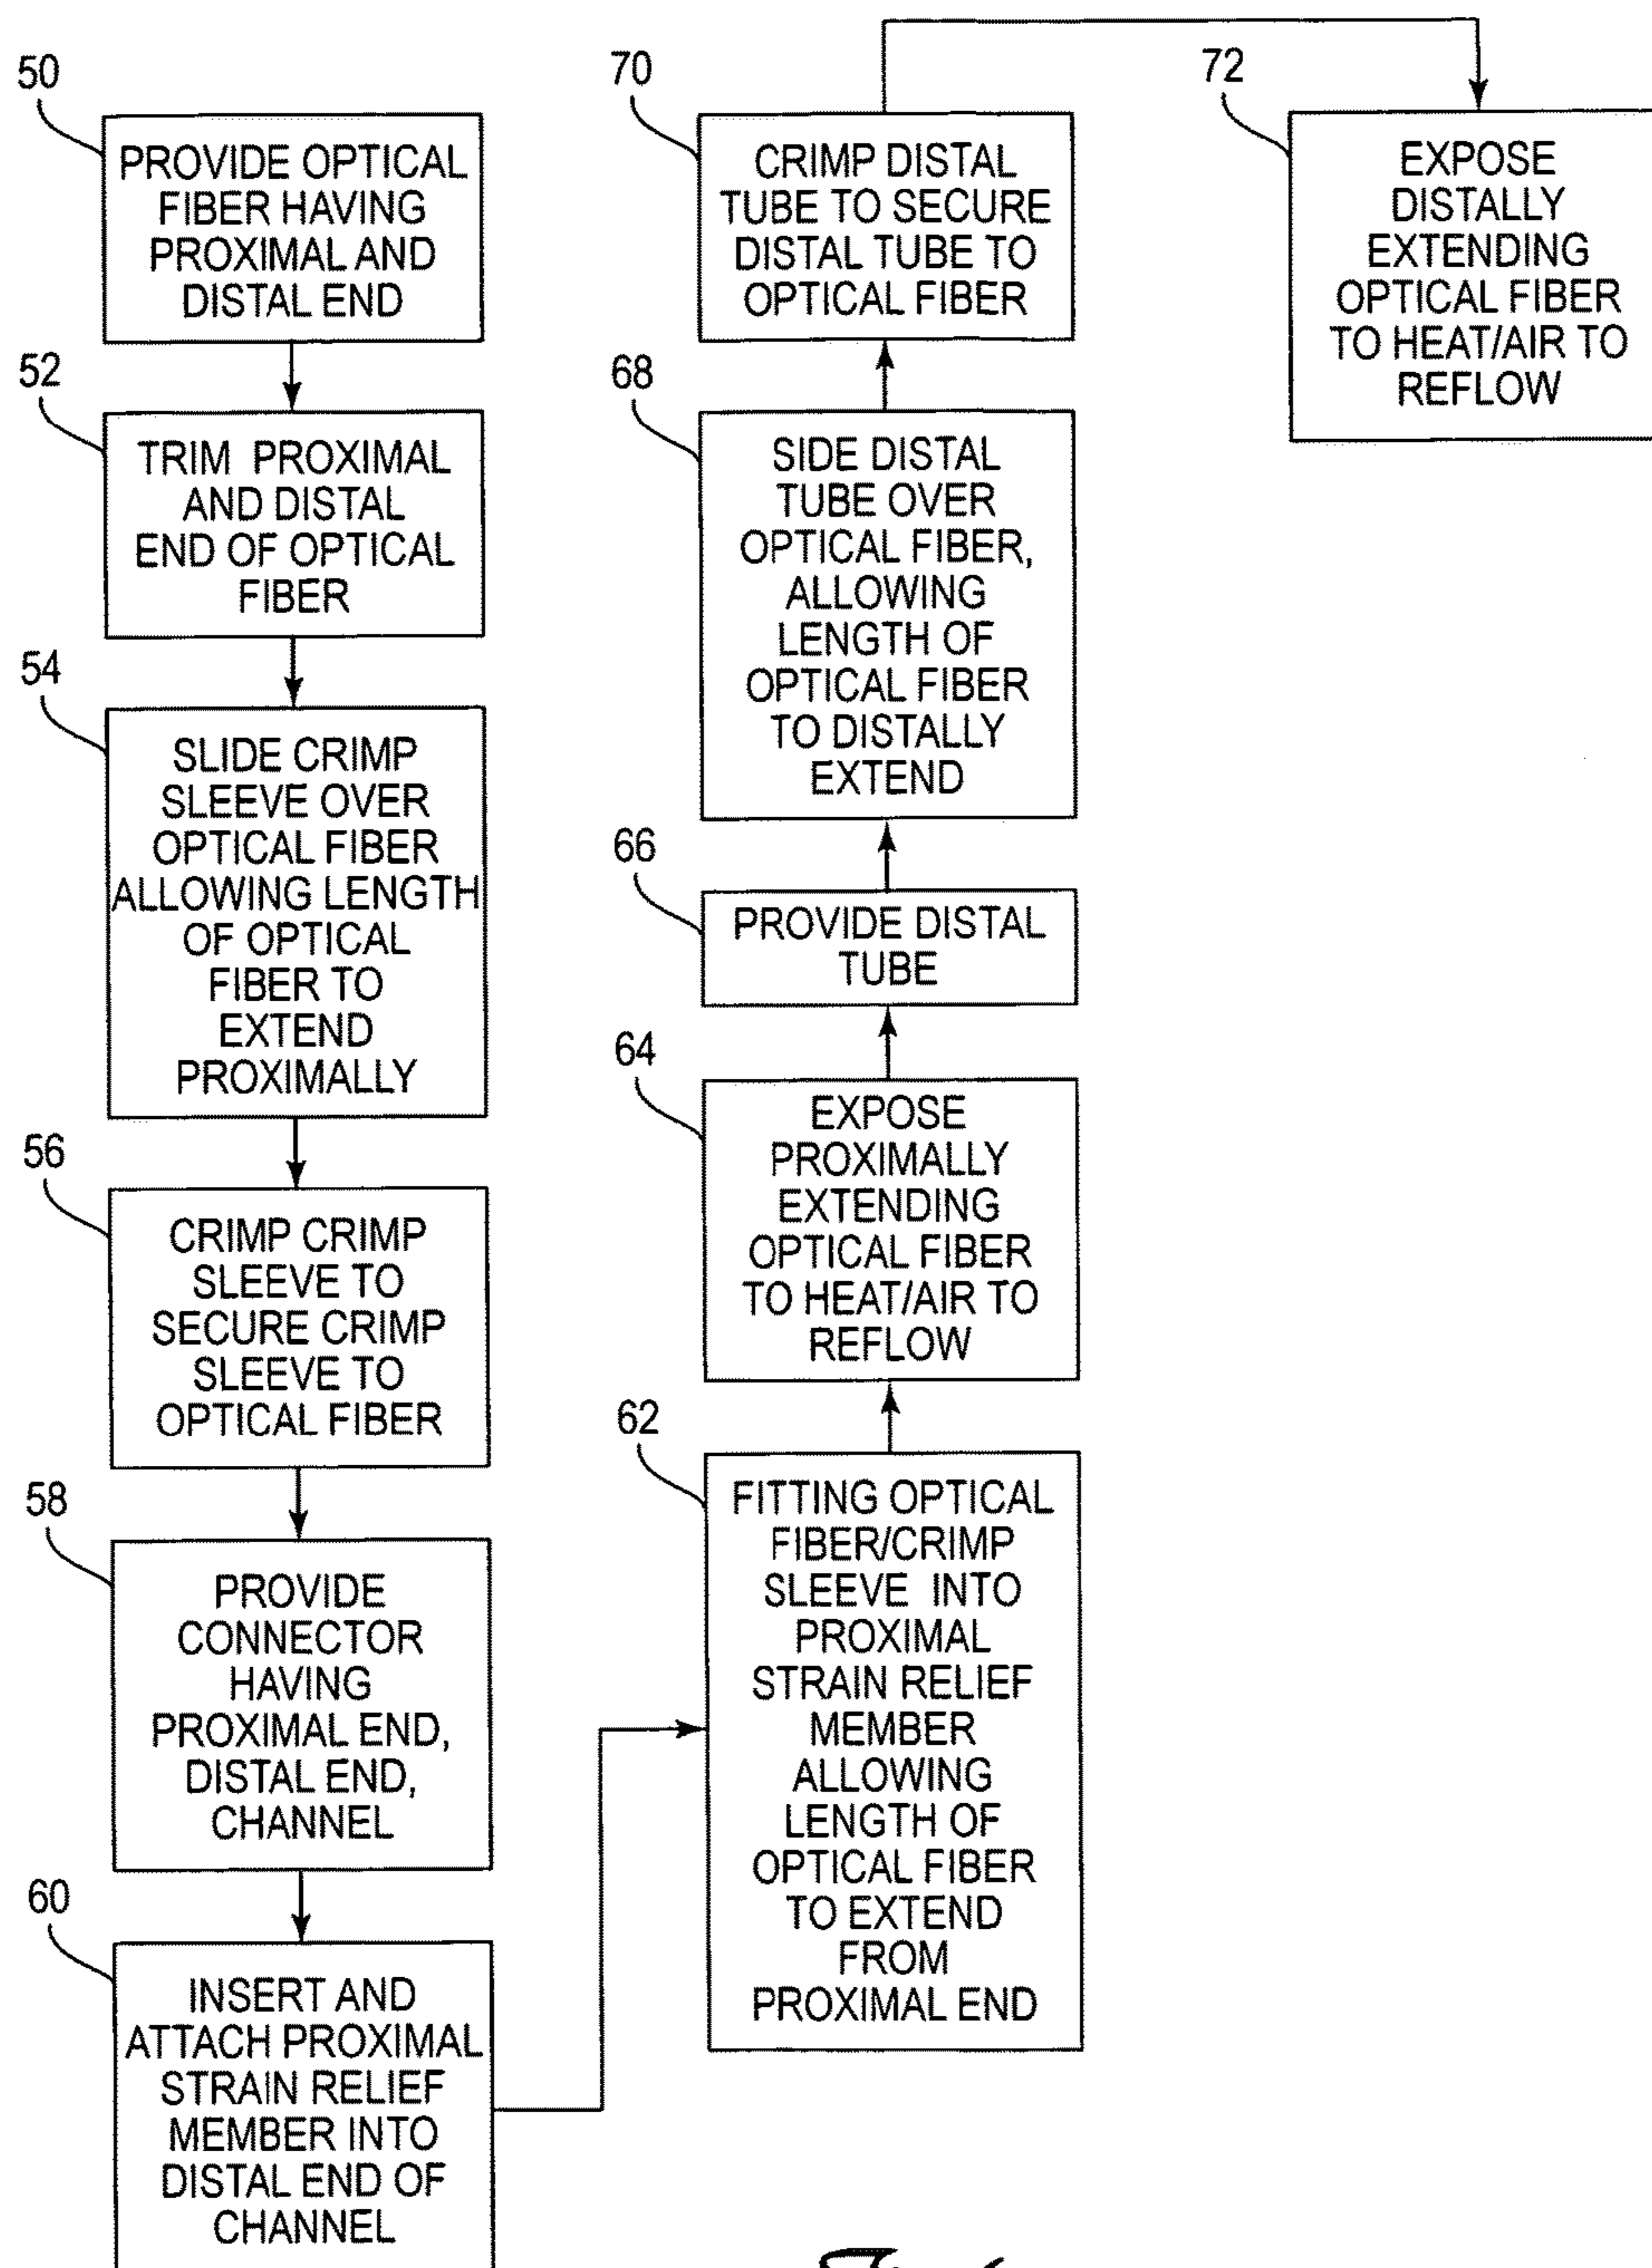 50
PROVIDE OPTICAL
FIBER HAVING
PROXIMAL AND
DISTAL END
52
TRIM PROXIMAL
AND DISTAL
END OF OPTICAL
FIBER
54
SLIDE CRIMP
SLEEVE OVER
OPTICAL FIBER
ALLOWING LENGTH
OF OPTICAL
FIBER TO
EXTEND
PROXIMALLY
56
CRIMP CRIMP
SLEEVE TO
SECURE CRIMP
SLEEVE TO
OPTICAL FIBER
58
PROVIDE
CONNECTOR
HAVING
PROXIMAL END,
DISTAL END,
CHANNEL
60
INSERT AND
ATTACH PROXIMAL
STRAIN RELIEF
MEMBER INTO
DISTAL END OF
CHANNEL
62
FITTING OPTICAL
FIBER/CRIMP
SLEEVE INTO
PROXIMAL
STRAIN RELIEF
MEMBER
ALLOWING
LENGTH OF
OPTICAL FIBER
TO EXTEND
FROM
PROXIMAL END
64
EXPOSE
PROXIMALLY
EXTENDING
OPTICAL FIBER
TO HEAT/AIR TO
REFLOW
66
PROVIDE DISTAL
TUBE
68
SIDE DISTAL
TUBE OVER
OPTICAL FIBER,
ALLOWING
LENGTH OF
OPTICAL FIBER
TO DISTALLY
EXTEND
70
CRIMP DISTAL
TUBE TO SECURE
DISTAL TUBE TO
OPTICAL FIBER
72
EXPOSE
DISTALLY
EXTENDING
OPTICAL FIBER
TO HEAT/AIR TO
REFLOW